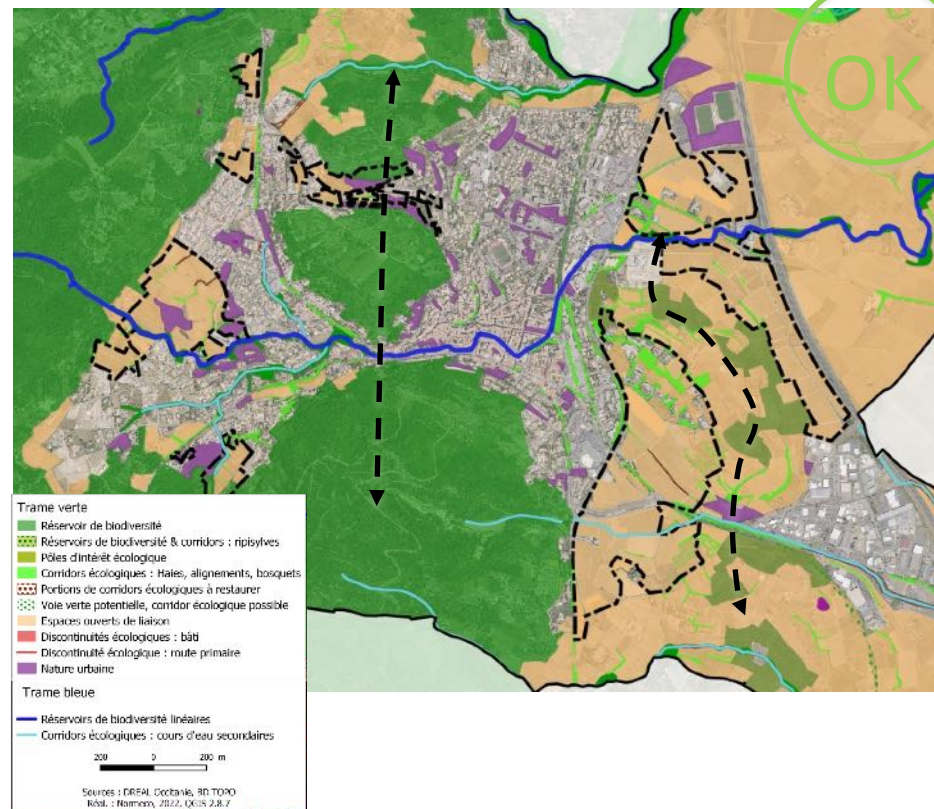 OK
Trame verte
Réservoir de biodiversité
Réservoirs de biodiversité & corridors : ripisylves
Pôles d'intérêt écologique
Corridors écologiques : Haies, alignements, bosquets
Portions de corridors écologiques à restaurer
Voie verte potentielle, corridor écologique possible
Espaces ouverts de liaison
Discontinuités écologiques : bâti
Discontinuité écologique : route primaire
Nature urbaine
Trame bleue
Réservoirs de biodiversité linéaires
Corridors écologiques : cours d'eau secondaires
200 0 200 m
Sources : DREAL Occitanie, BD TOPO
Réal. : Normeco, 2022, QGIS 2.8.7